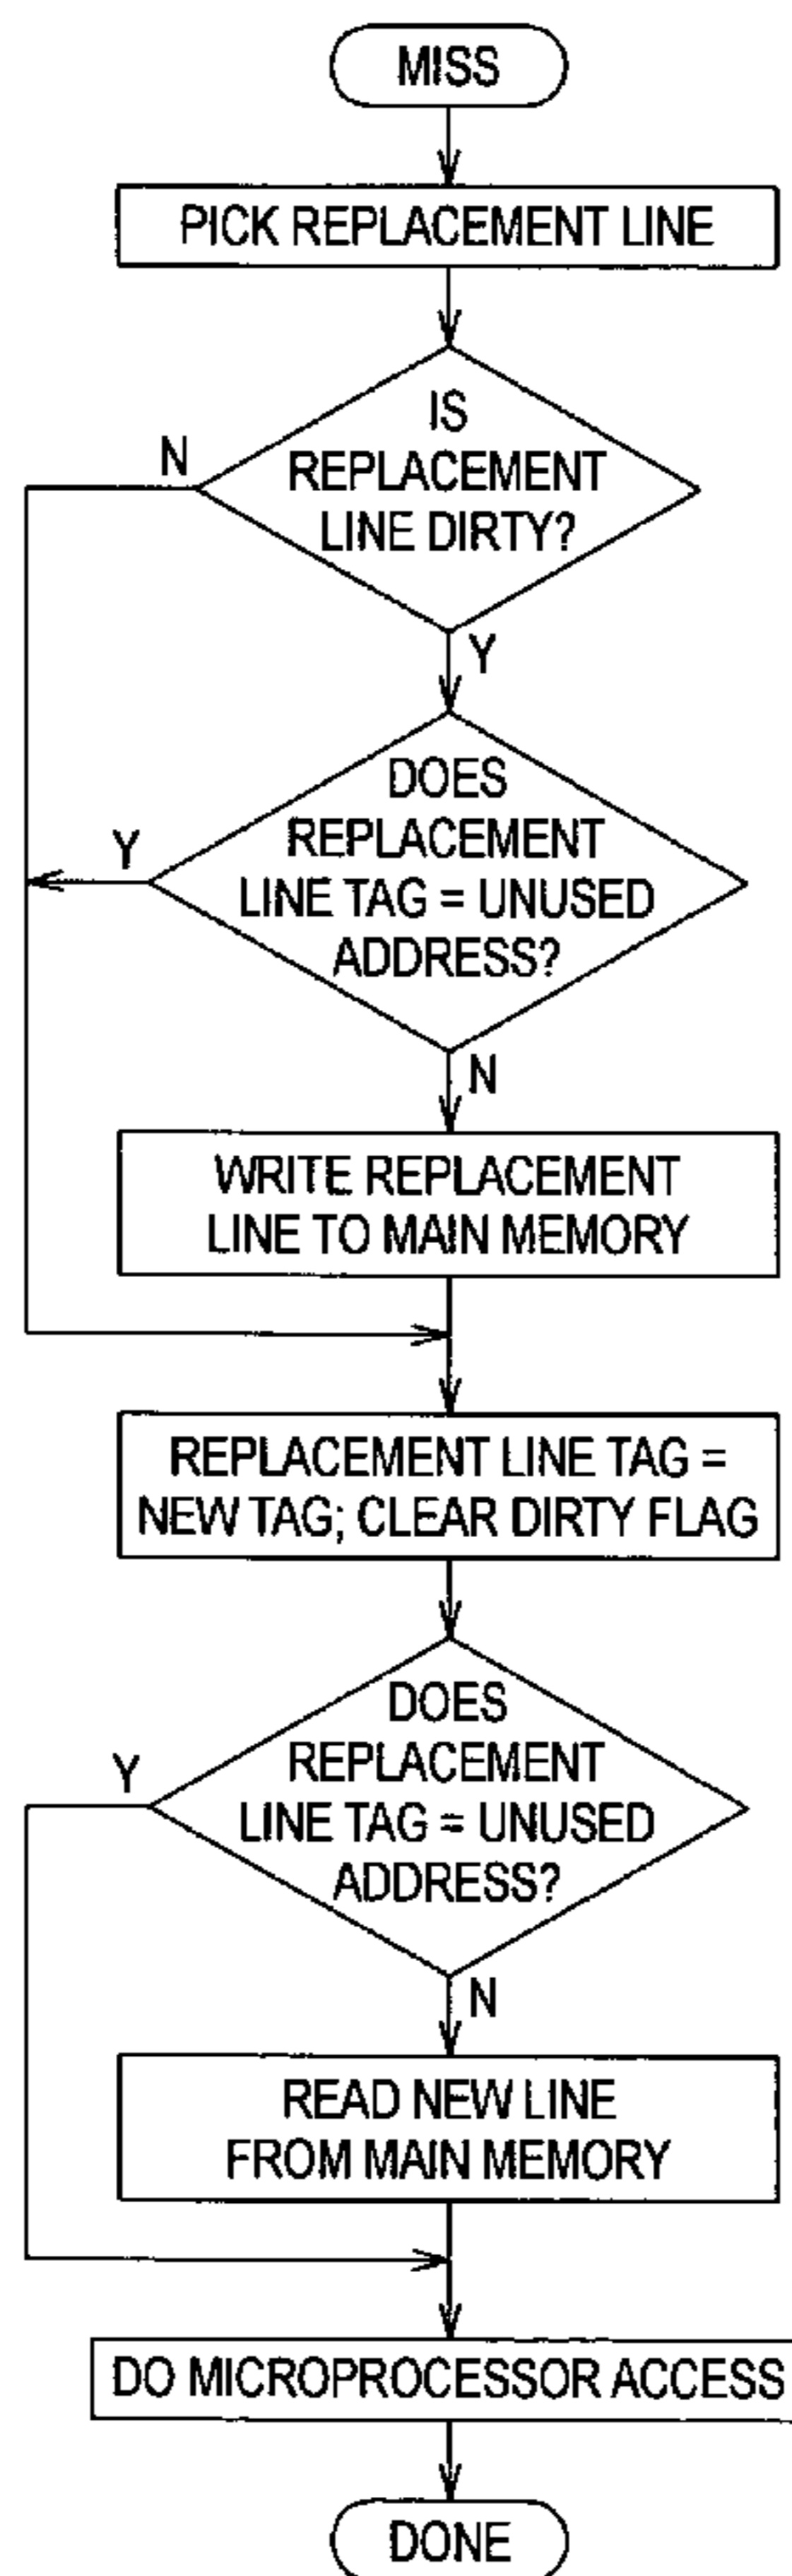 MISS
PICK REPLACEMENT LINE
IS
REPLACEMENT
LINE DIRTY?
N
Y
DOES
REPLACEMENT
LINE TAG = UNUSED
ADDRESS?
Y
N
WRITE REPLACEMENT
LINE TO MAIN MEMORY
REPLACEMENT LINE TAG =
NEW TAG; CLEAR DIRTY FLAG
DOES
REPLACEMENT
LINE TAG = UNUSED
ADDRESS?
Y
N
READ NEW LINE
FROM MAIN MEMORY
DO MICROPROCESSOR ACCESS
DONE